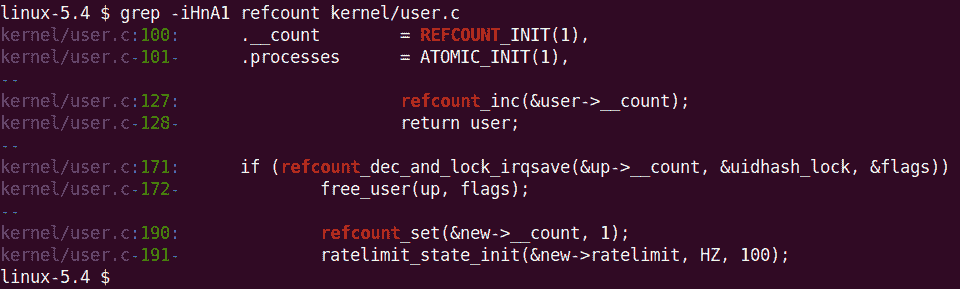 linux-5.4 $ grep -iHnA1 refcount kernel/user.c
kernel/user.c:100:      .__count        = REFCOUNT_INIT(1),
kernel/user.c-101-      .processes      = ATOMIC_INIT(1),
--
kernel/user.c:127:                      refcount_inc(&user->__count);
kernel/user.c-128-                      return user;
--
kernel/user.c:171:      if (refcount_dec_and_lock_irqsave(&up->__count, &uidhash_lock, &flags))
kernel/user.c-172-              free_user(up, flags);
--
kernel/user.c:190:              refcount_set(&new->__count, 1);
kernel/user.c-191-              ratelimit_state_init(&new->ratelimit, HZ, 100);
linux-5.4 $